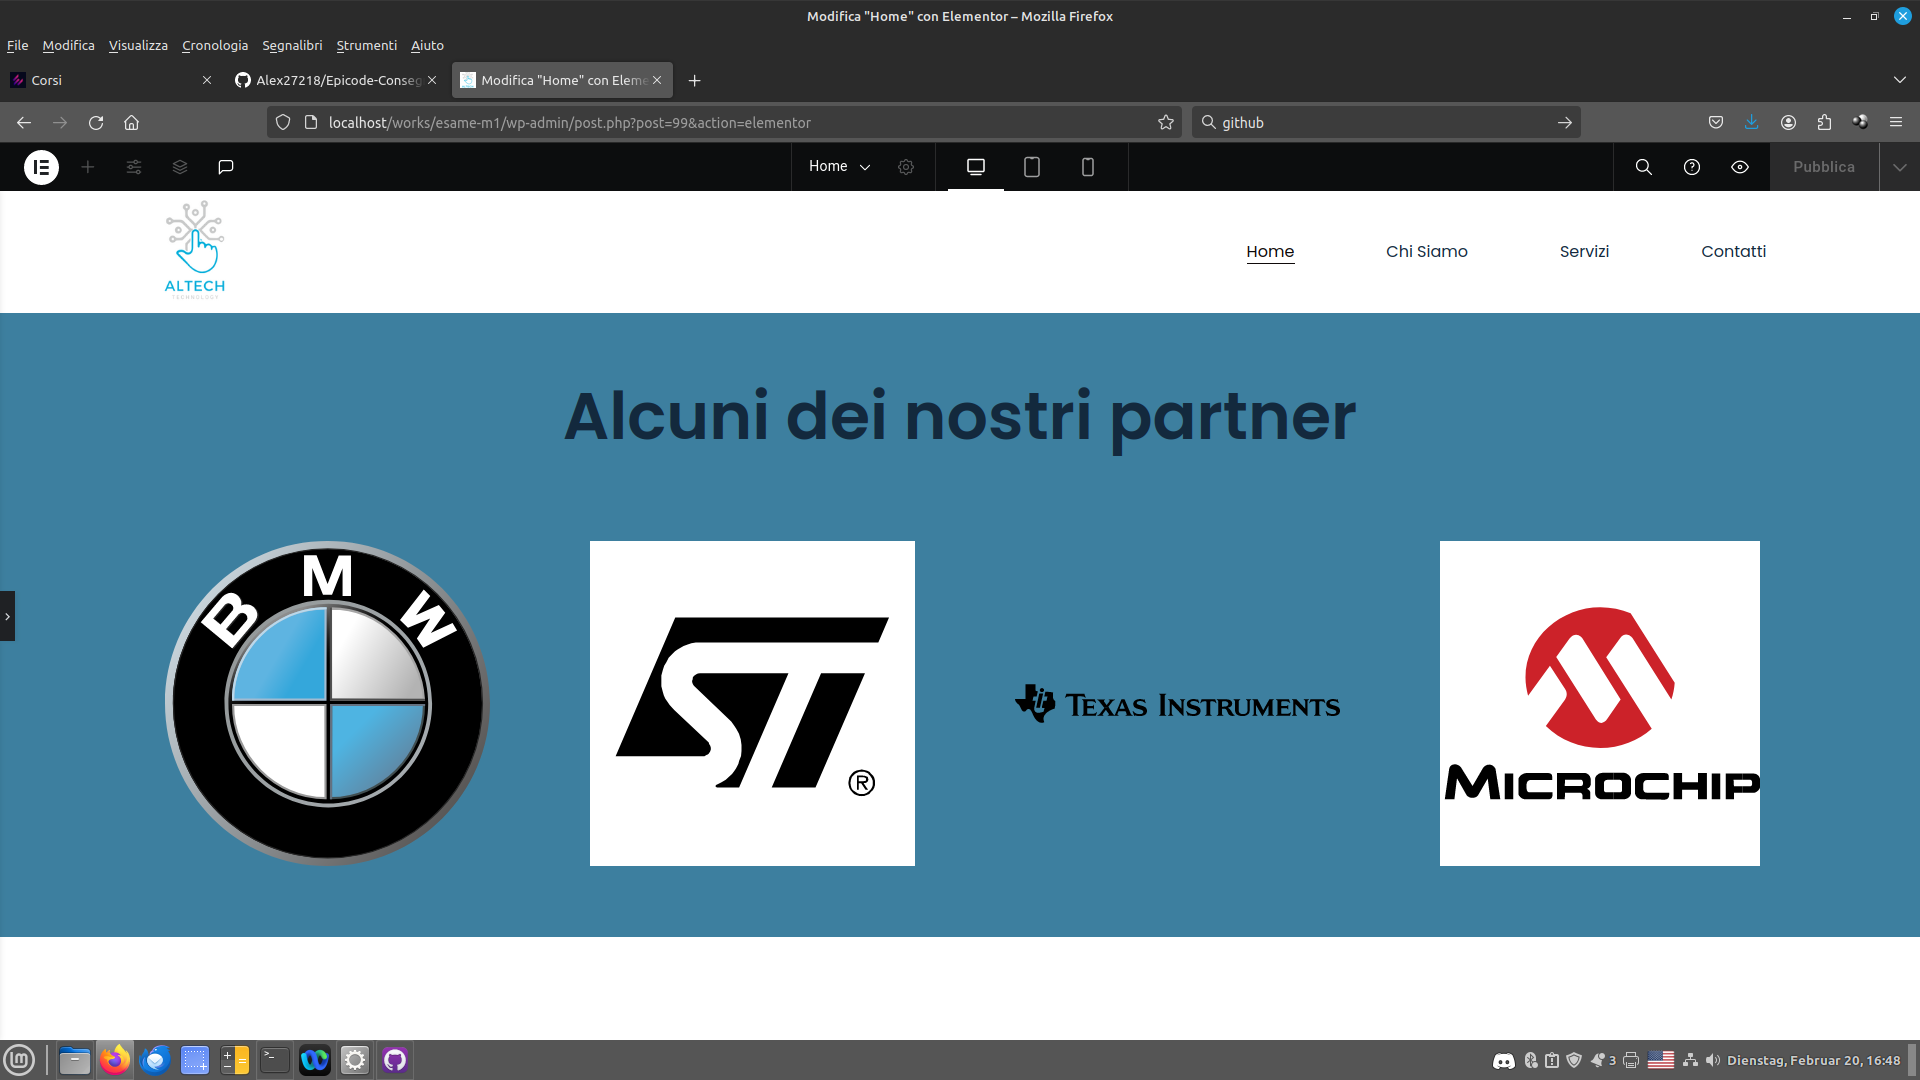 Modifica "Home" con Elementor – Mozilla Firefox
File Modifica Visualizza Cronologia Segnalibri Strumenti Aiuto
Corsi
Alex27218/Epicode-Conseg
Modifica "Home" con Eleme
localhost/works/esame-m1/wp-admin/post.php?post=99&action=elementor
github
Home
Pubblica
ALTECH
TECHNOLOGY
Home Chi Siamo Servizi Contatti
Alcuni dei nostri partner
BMW
ST
®
TEXAS INSTRUMENTS
MICROCHIP
3
Dienstag, Februar 20, 16:48